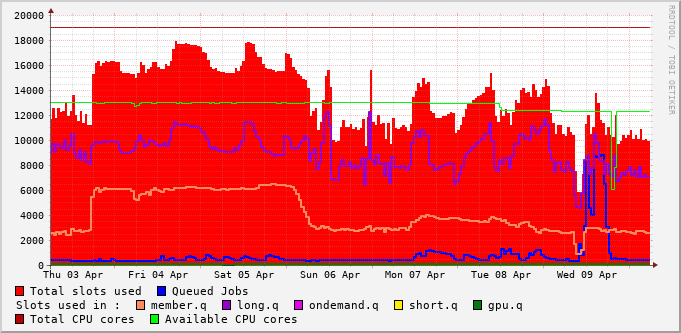 20000
18000
16000
14000
12000
10000
8000
6000
4000
2000
0
Thu 03 Apr Fri 04 Apr Sat 05 Apr Sun 06 Apr Mon 07 Apr Tue 08 Apr Wed 09 Apr
Total slots used Queued Jobs
Slots used in : member.q long.q ondemand.q short.q gpu.q
Total CPU cores Available CPU cores
RRDTOOL / TOBI OETIKER